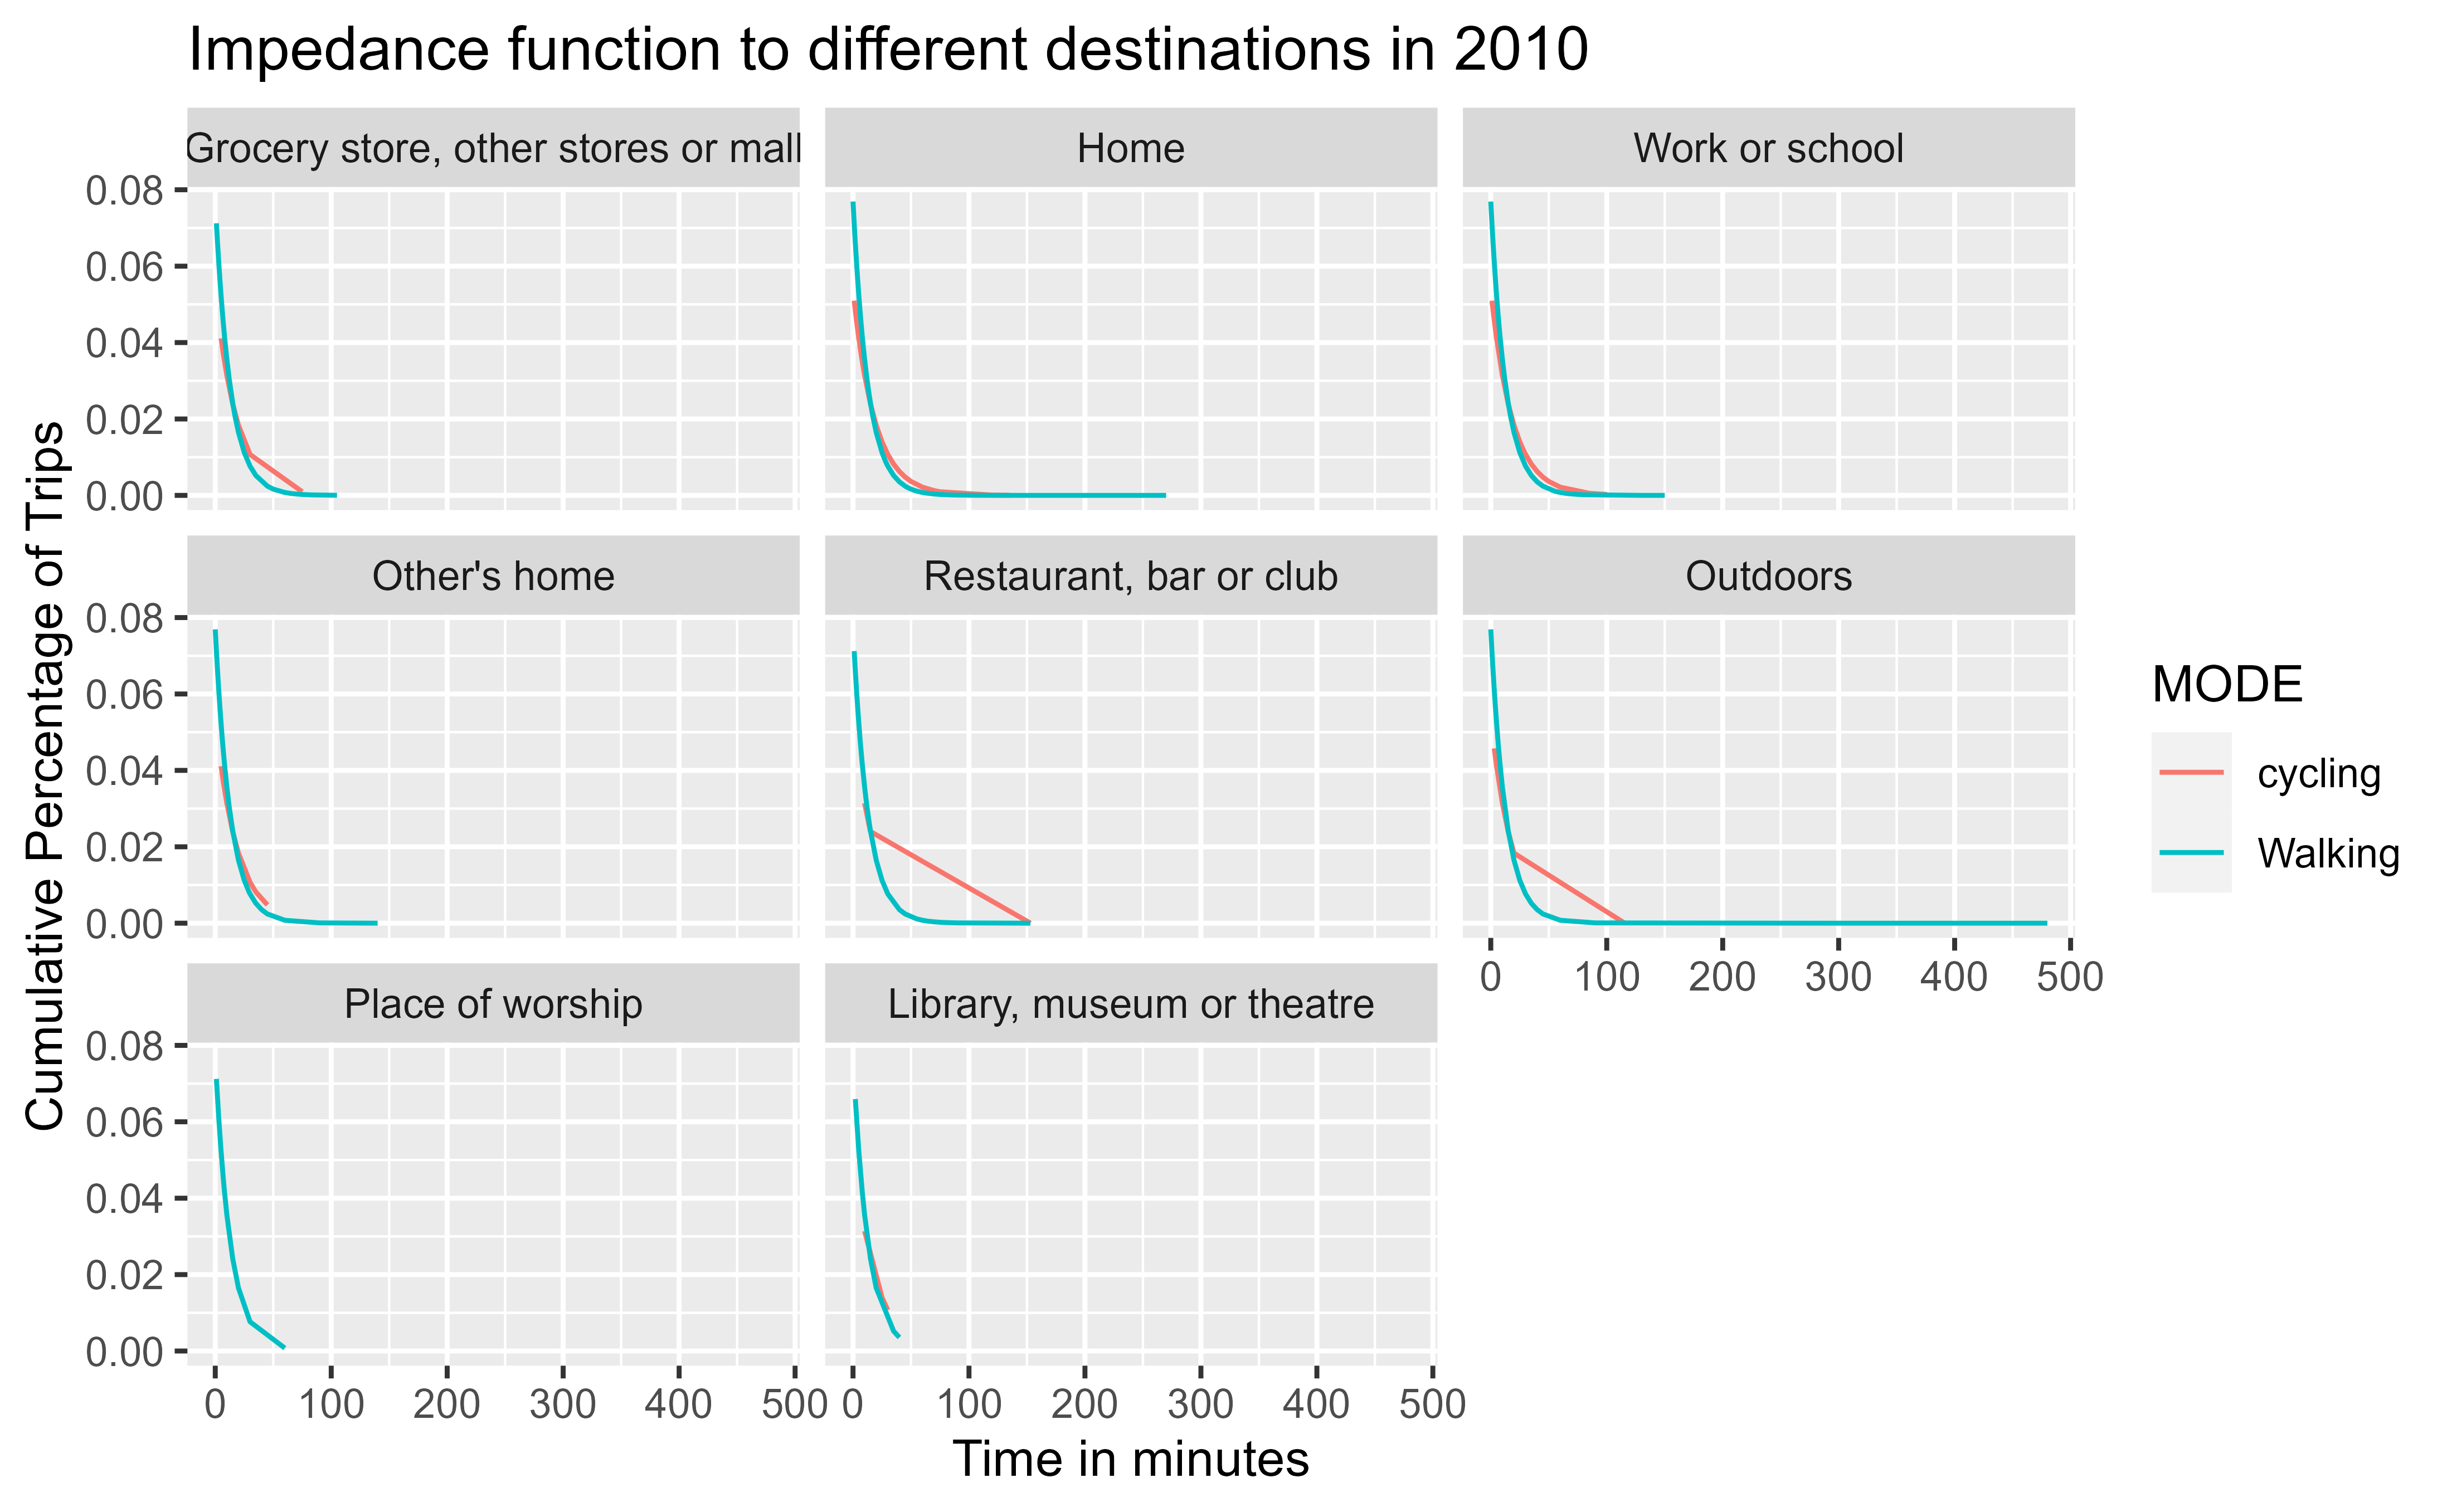 Impedance function to different destinations in 2010
Grocery store, other stores or mall
Home
Work or school
0.08
0.06
0.04
0.02
0.00
Other's home
Restaurant, bar or club
Outdoors
0.08
0.06
0.04
0.02
0.00
0 100 200 300 400 500
Place of worship
Library, museum or theatre
0.08
0.06
0.04
0.02
0.00
0 100 200 300 400 500
0 100 200 300 400 500
Time in minutes
Cumulative Percentage of Trips
MODE
cycling
Walking